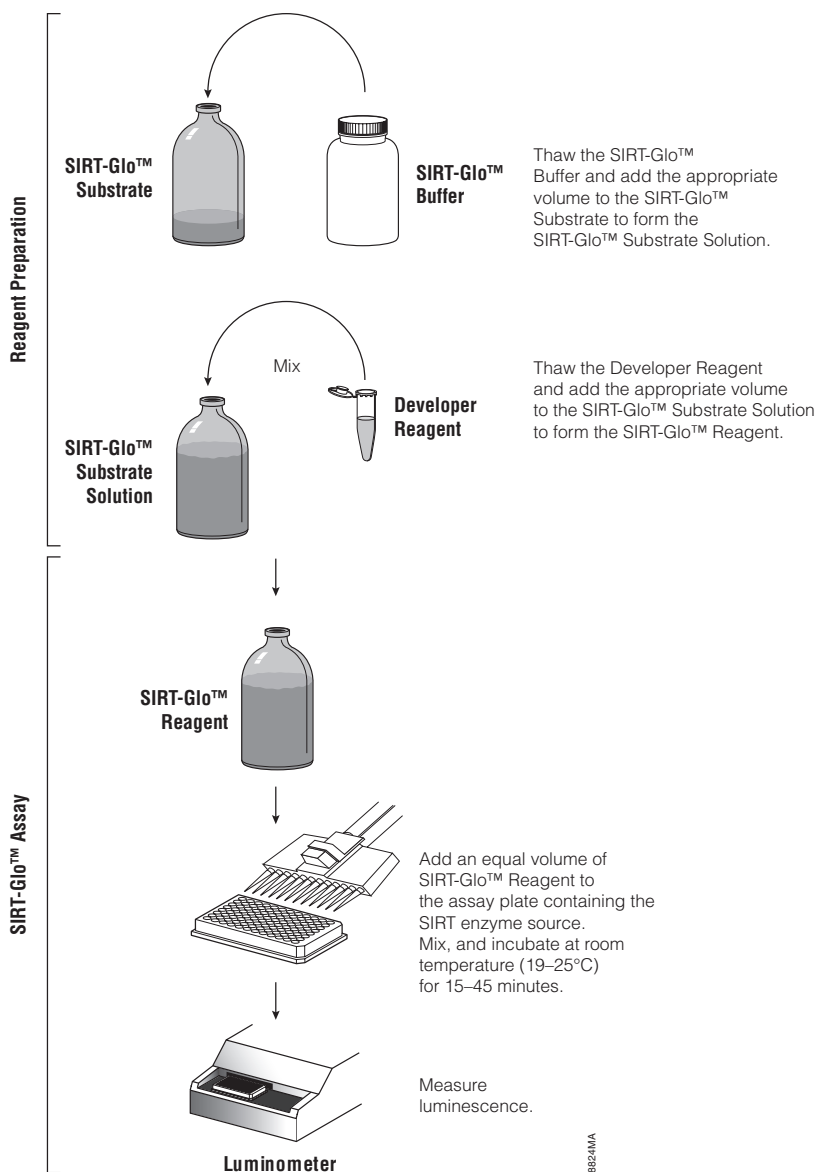 Reagent Preparation
SIRT-Glo™
Substrate
SIRT-Glo™
Buffer
Thaw the SIRT-Glo™
Buffer and add the appropriate
volume to the SIRT-Glo™
Substrate to form the
SIRT-Glo™ Substrate Solution.
Mix
SIRT-Glo™
Substrate
Solution
Developer
Reagent
Thaw the Developer Reagent
and add the appropriate volume
to the SIRT-Glo™ Substrate Solution
to form the SIRT-Glo™ Reagent.
SIRT-Glo™ Assay
SIRT-Glo™
Reagent
Add an equal volume of
SIRT-Glo™ Reagent to
the assay plate containing the
SIRT enzyme source.
Mix, and incubate at room
temperature (19–25°C)
for 15–45 minutes.
Measure
luminescence.
Luminometer
8824MA